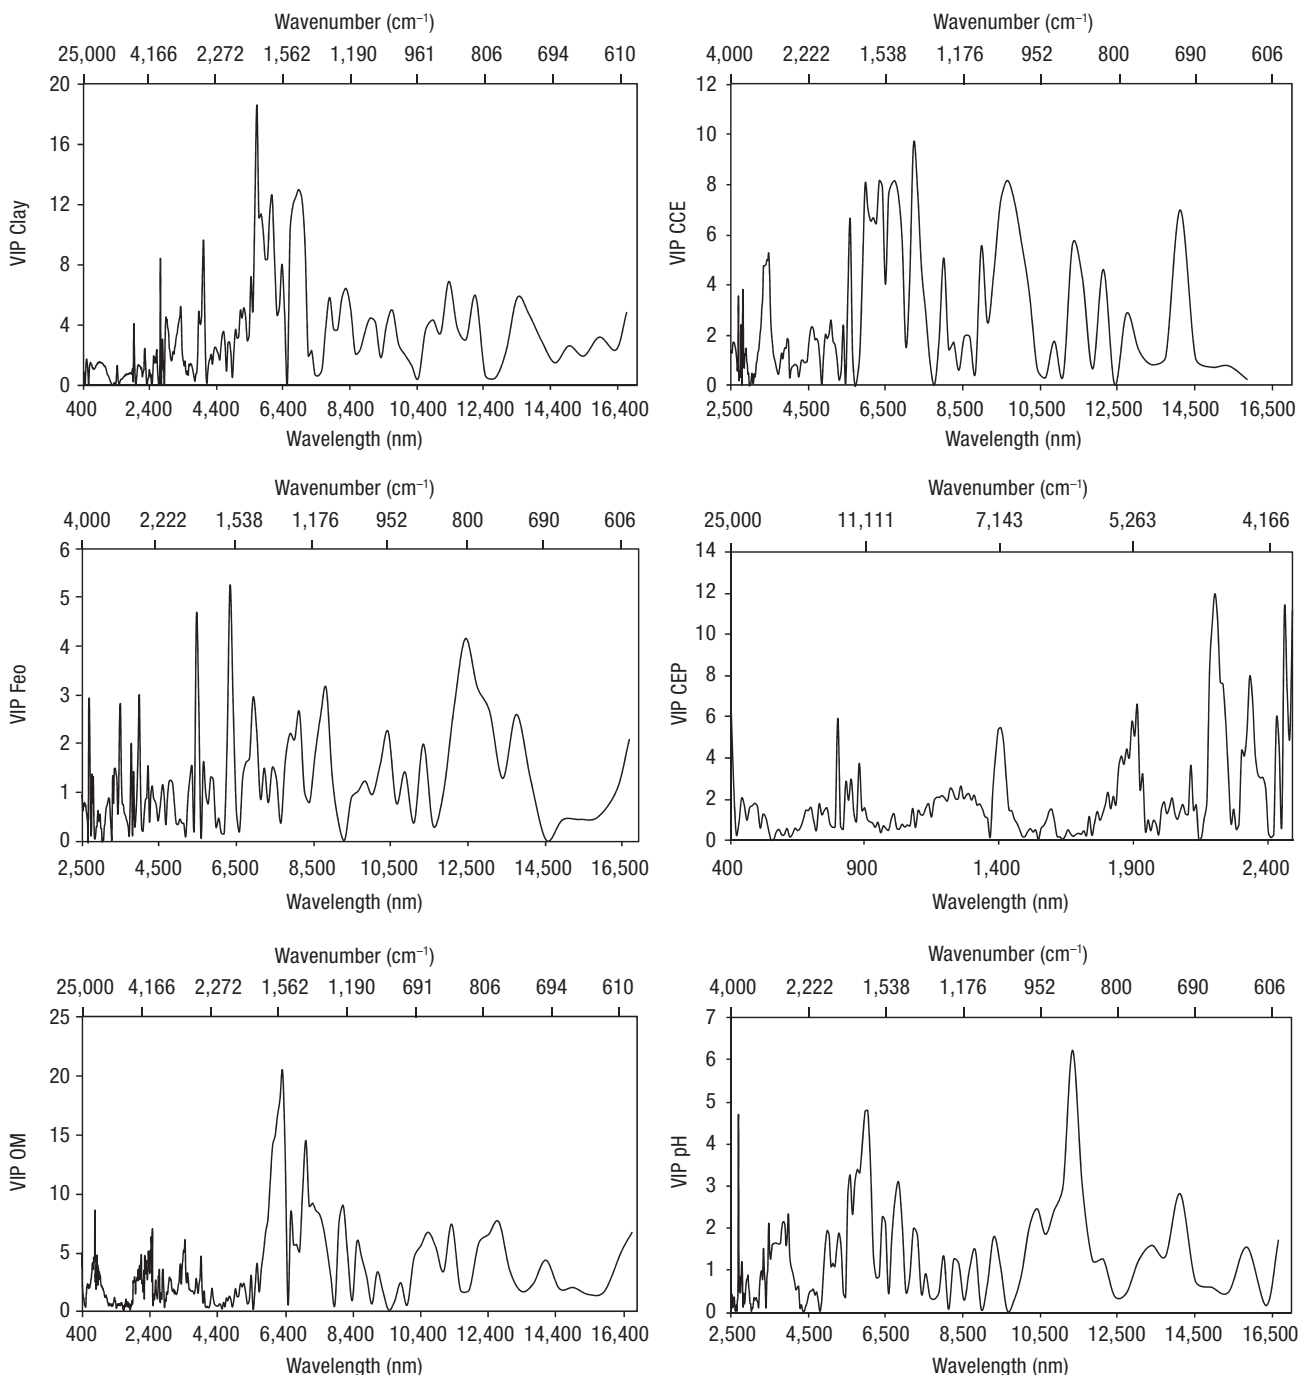 Wavenumber (cm⁻¹)
25,000 4,166 2,272 1,562 1,190 961 806 694 610
20
16
12
8
4
0
VIP Clay
400 2,400 4,400 6,400 8,400 10,400 12,400 14,400 16,400
Wavelength (nm)
Wavenumber (cm⁻¹)
4,000 2,222 1,538 1,176 952 800 690 606
12
10
8
6
4
2
0
VIP CCE
2,500 4,500 6,500 8,500 10,500 12,500 14,500 16,500
Wavelength (nm)
Wavenumber (cm⁻¹)
4,000 2,222 1,538 1,176 952 800 690 606
6
5
4
3
2
1
0
VIP Feo
2,500 4,500 6,500 8,500 10,500 12,500 14,500 16,500
Wavelength (nm)
Wavenumber (cm⁻¹)
25,000 11,111 7,143 5,263 4,166
14
12
10
8
6
4
2
0
VIP CEP
400 900 1,400 1,900 2,400
Wavelength (nm)
Wavenumber (cm⁻¹)
25,000 4,166 2,272 1,562 1,190 691 806 694 610
25
20
15
10
5
0
VIP OM
400 2,400 4,400 6,400 8,400 10,400 12,400 14,400 16,400
Wavelength (nm)
Wavenumber (cm⁻¹)
4,000 2,222 1,538 1,176 952 800 690 606
7
6
5
4
3
2
1
0
VIP pH
2,500 4,500 6,500 8,500 10,500 12,500 14,500 16,500
Wavelength (nm)